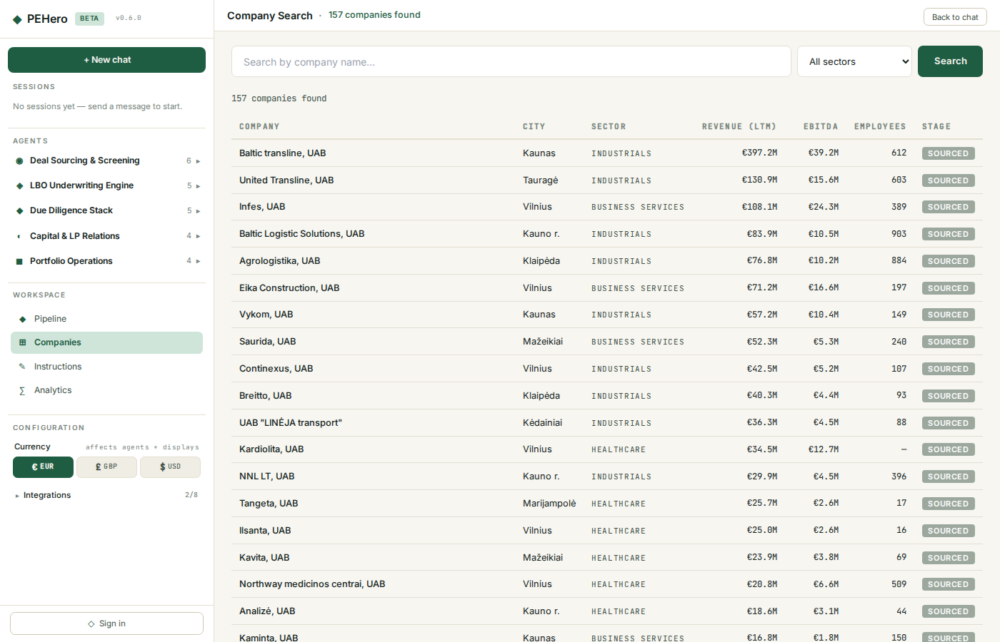 ◆ PEHero BETA v0.6.0
+ New chat
SESSIONS
No sessions yet — send a message to start.
AGENTS
◉ Deal Sourcing & Screening 6 ▸
◈ LBO Underwriting Engine 5 ▸
◆ Due Diligence Stack 5 ▸
◖ Capital & LP Relations 4 ▸
◼ Portfolio Operations 4 ▸
WORKSPACE
◆ Pipeline
⊞ Companies
✎ Instructions
∑ Analytics
CONFIGURATION
Currency affects agents + displays
€ EUR £ GBP $ USD
▸ Integrations 2/8
◇ Sign in
Company Search · 157 companies found Back to chat
Search by company name... All sectors Search
157 companies found
COMPANY CITY SECTOR REVENUE (LTM) EBITDA EMPLOYEES STAGE
Baltic transline, UAB Kaunas INDUSTRIALS €397.2M €39.2M 612 SOURCED
United Transline, UAB Tauragė INDUSTRIALS €130.9M €15.6M 603 SOURCED
Infes, UAB Vilnius BUSINESS SERVICES €108.1M €24.3M 389 SOURCED
Baltic Logistic Solutions, UAB Kauno r. INDUSTRIALS €83.9M €10.5M 903 SOURCED
Agrologistika, UAB Klaipėda INDUSTRIALS €76.8M €10.2M 884 SOURCED
Eika Construction, UAB Vilnius BUSINESS SERVICES €71.2M €16.6M 197 SOURCED
Vykom, UAB Kaunas INDUSTRIALS €57.2M €10.4M 149 SOURCED
Saurida, UAB Mažeikiai BUSINESS SERVICES €52.3M €5.3M 240 SOURCED
Continexus, UAB Vilnius INDUSTRIALS €42.5M €5.2M 107 SOURCED
Breitto, UAB Klaipėda INDUSTRIALS €40.3M €4.4M 93 SOURCED
UAB "LINĖJA transport" Kėdainiai INDUSTRIALS €36.3M €4.5M 88 SOURCED
Kardiolita, UAB Vilnius HEALTHCARE €34.5M €12.7M — SOURCED
NNL LT, UAB Kauno r. INDUSTRIALS €29.9M €4.5M 396 SOURCED
Tangeta, UAB Marijampolė HEALTHCARE €25.7M €2.6M 17 SOURCED
Ilsanta, UAB Vilnius HEALTHCARE €25.0M €2.6M 16 SOURCED
Kavita, UAB Mažeikiai HEALTHCARE €23.9M €3.8M 69 SOURCED
Northway medicinos centrai, UAB Vilnius HEALTHCARE €20.8M €6.6M 509 SOURCED
Analizė, UAB Kauno r. HEALTHCARE €18.6M €3.1M 44 SOURCED
Kaminta, UAB Kaunas BUSINESS SERVICES €16.8M €1.8M 150 SOURCED